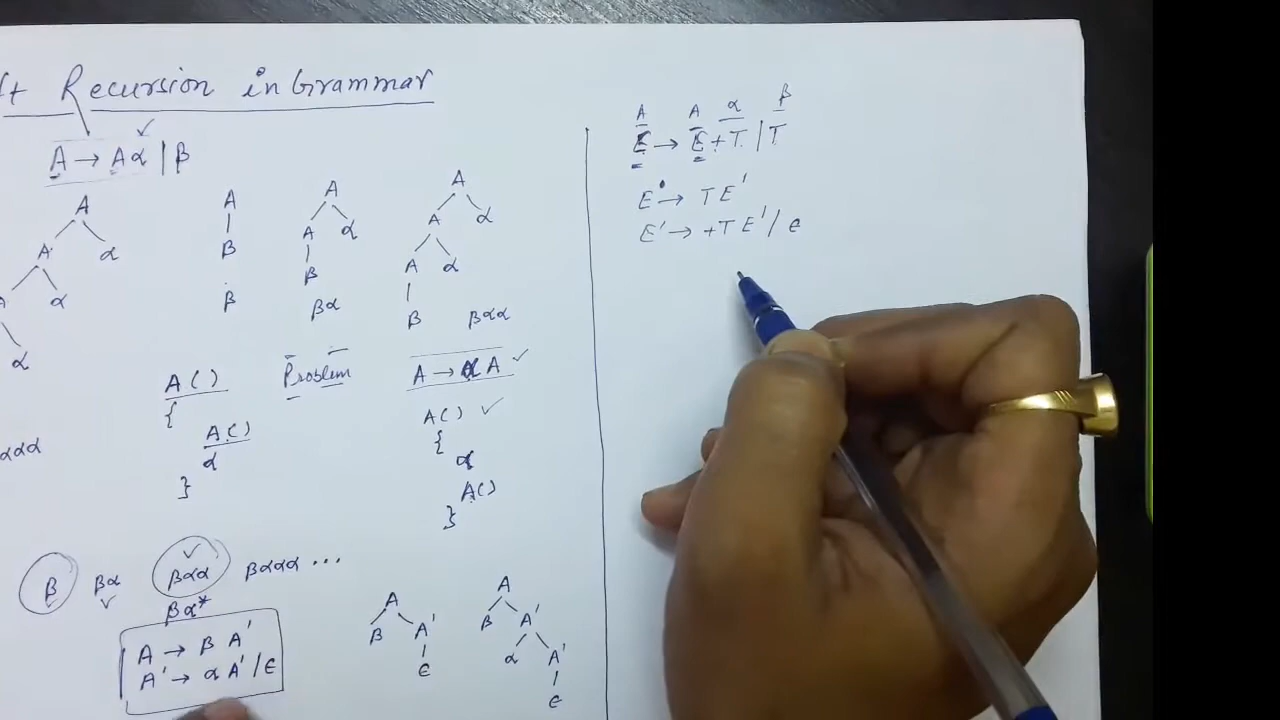 Recursion in Grammar
A → Aα | β
A
A
α
α
α
ααα
A
B
β
A
A α
B
βα
A
A α
A α
B
βαα
A()
{
A()
α
}
Problem
A → αA
A()
{
α
A()
}
β βα βαα βααα ...
βα*
A → βA'
A' → αA' / ϵ
A
β A'
ϵ
A
β A'
α A'
ϵ
A A α β
E → E + T | T
E → TE'
E' → +TE' / ϵ